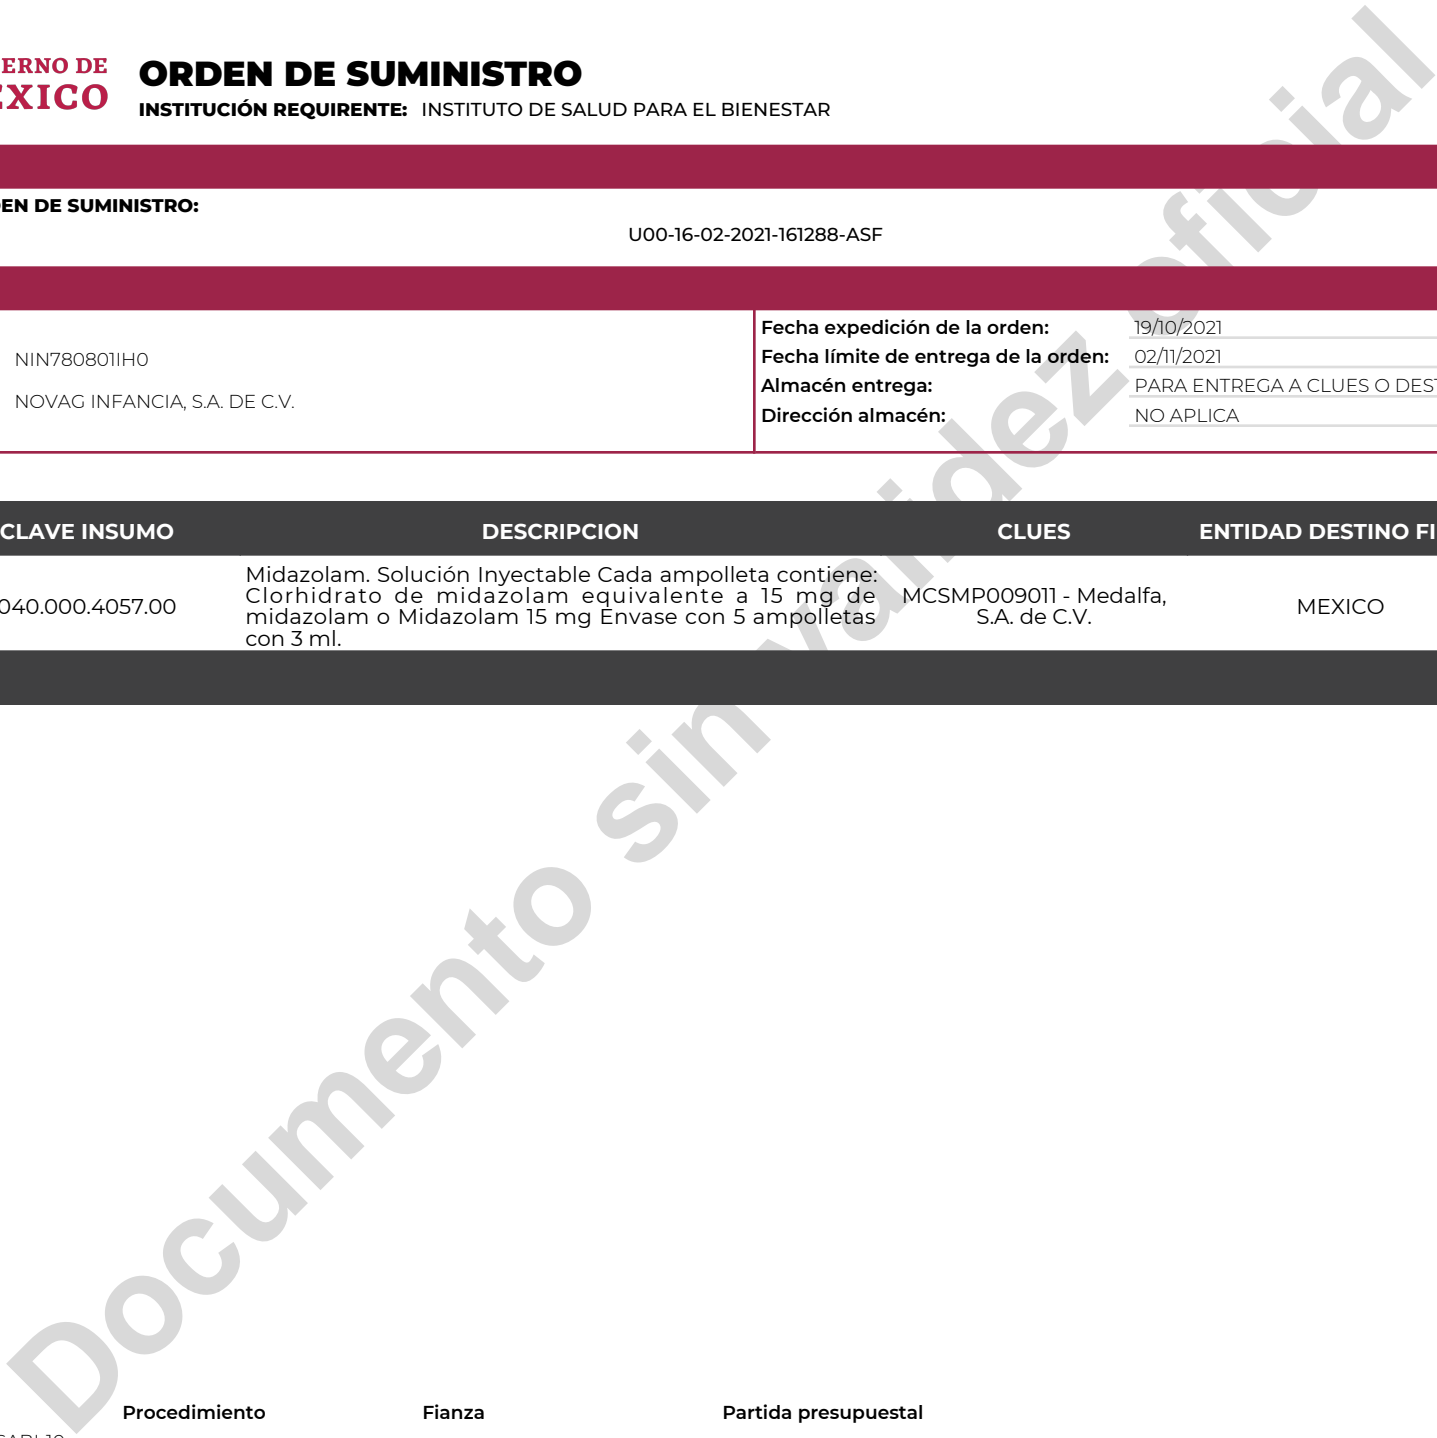 ERNO DE
EXICO
ORDEN DE SUMINISTRO
INSTITUCIÓN REQUIRENTE: INSTITUTO DE SALUD PARA EL BIENESTAR
EN DE SUMINISTRO:
U00-16-02-2021-161288-ASF
NIN780801IH0
NOVAG INFANCIA, S.A. DE C.V.
Fecha expedición de la orden: 19/10/2021
Fecha límite de entrega de la orden: 02/11/2021
Almacén entrega: PARA ENTREGA A CLUES O DEST
Dirección almacén: NO APLICA
CLAVE INSUMO DESCRIPCION CLUES ENTIDAD DESTINO FI
040.000.4057.00
Midazolam. Solución Inyectable Cada ampolleta contiene:
Clorhidrato de midazolam equivalente a 15 mg de
midazolam o Midazolam 15 mg Envase con 5 ampolletas
con 3 ml.
MCSMP009011 - Medalfa,
S.A. de C.V.
MEXICO
Documento sin validez oficial
Procedimiento Fianza Partida presupuestal